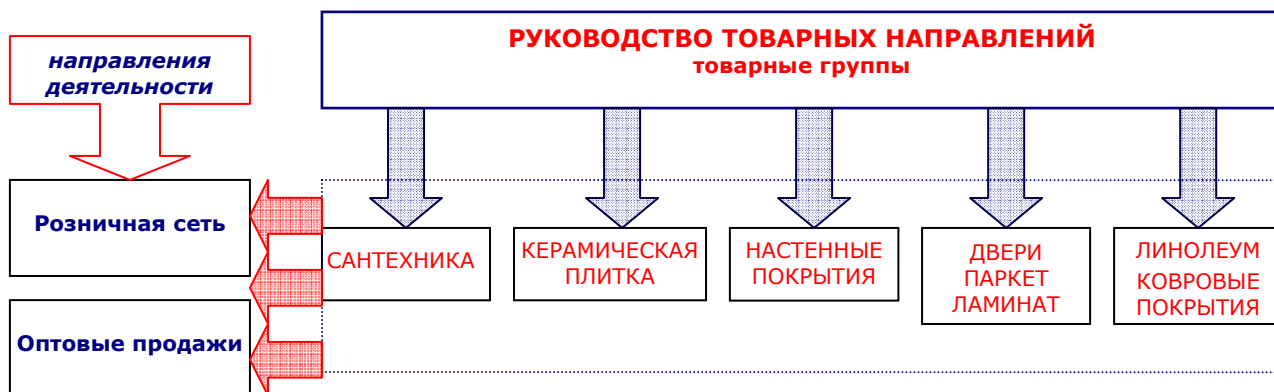 РУКОВОДСТВО ТОВАРНЫХ НАПРАВЛЕНИЙ
товарные группы
направления
деятельности
Розничная сеть
Оптовые продажи
САНТЕХНИКА
КЕРАМИЧЕСКАЯ
ПЛИТКА
НАСТЕННЫЕ
ПОКРЫТИЯ
ДВЕРИ
ПАРКЕТ
ЛАМИНАТ
ЛИНОЛЕУМ
КОВРОВЫЕ
ПОКРЫТИЯ